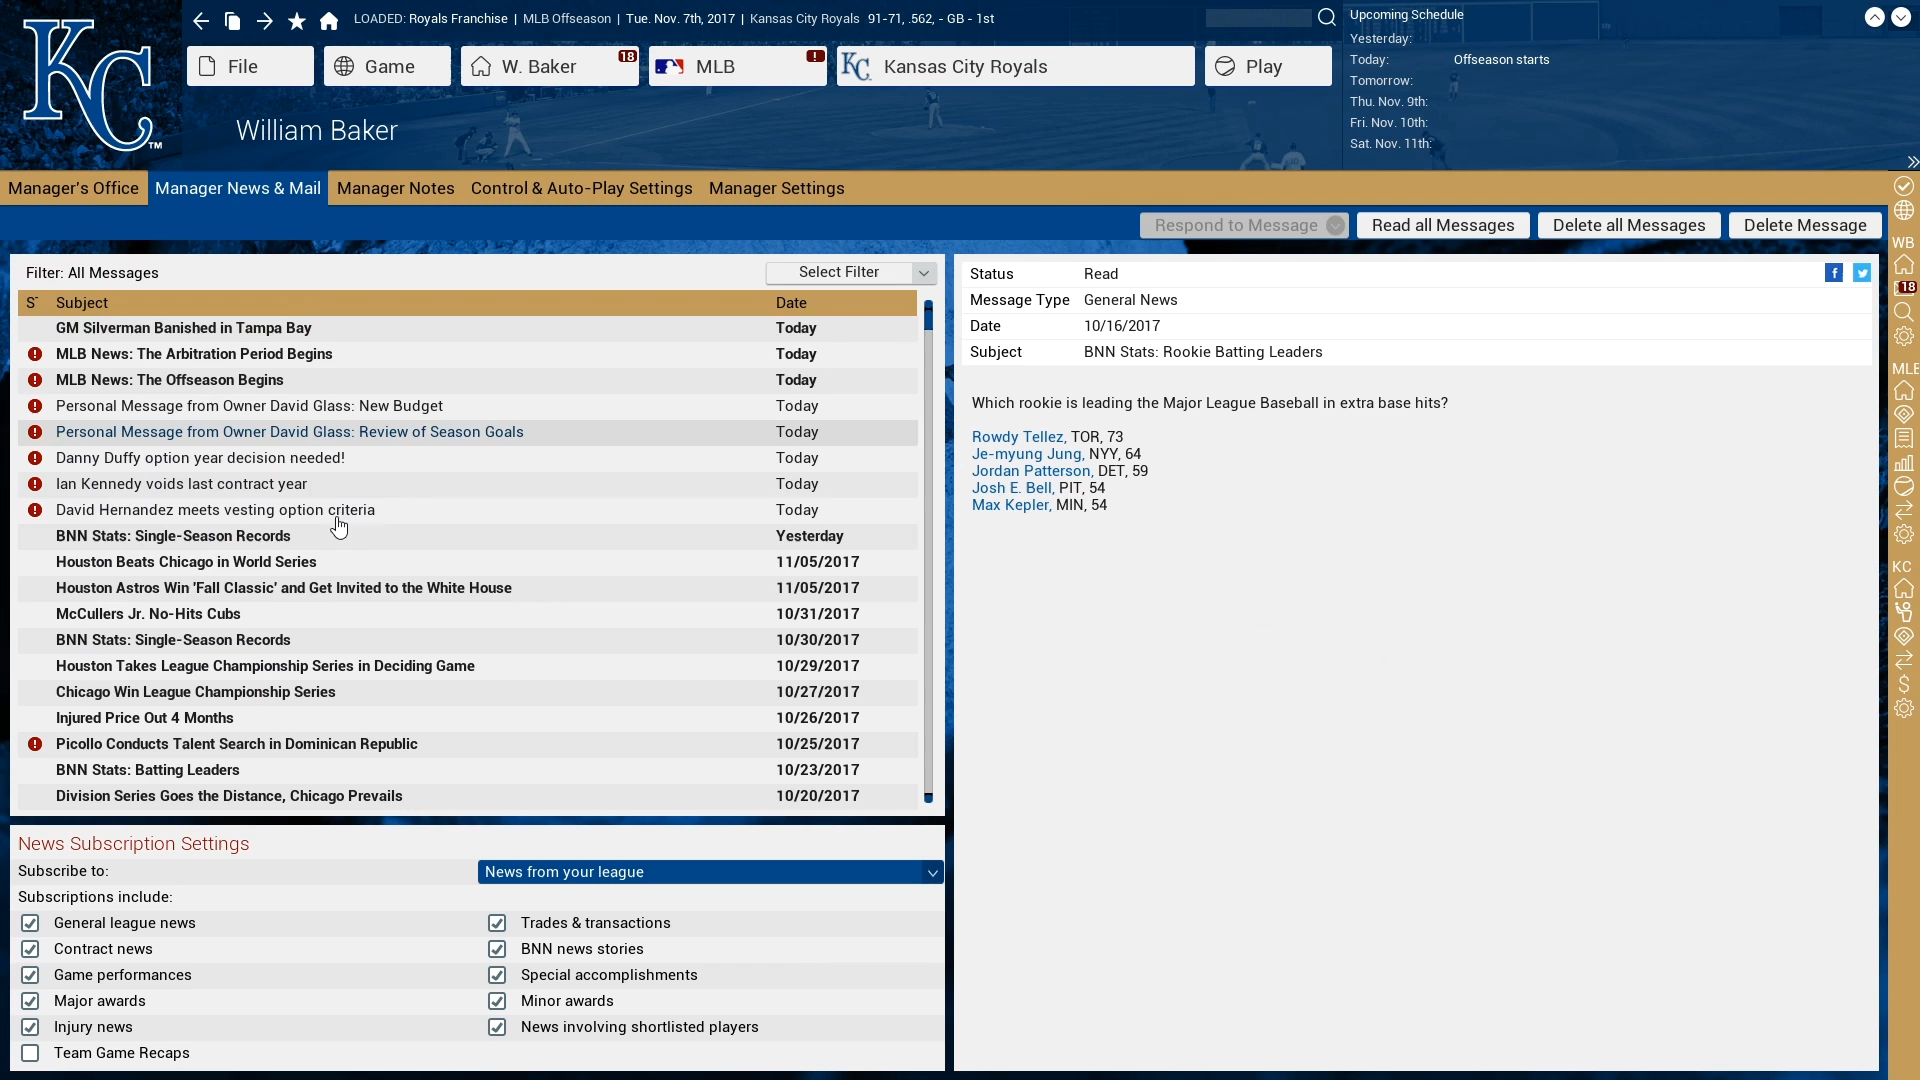 LOADED: Royals Franchise | MLB Offseason | Tue. Nov. 7th, 2017 | Kansas City Royals 91-71, .562, - GB - 1st
File
Game
W. Baker
18
MLB
!
Kansas City Royals
Play
KC
TM
William Baker
Upcoming Schedule
Yesterday:
Today: Offseason starts
Tomorrow:
Thu. Nov. 9th:
Fri. Nov. 10th:
Sat. Nov. 11th:
Manager's Office
Manager News & Mail
Manager Notes
Control & Auto-Play Settings
Manager Settings
Respond to Message
Read all Messages
Delete all Messages
Delete Message
Filter: All Messages
Select Filter
Subject Date
GM Silverman Banished in Tampa Bay Today
MLB News: The Arbitration Period Begins Today
MLB News: The Offseason Begins Today
Personal Message from Owner David Glass: New Budget Today
Personal Message from Owner David Glass: Review of Season Goals Today
Danny Duffy option year decision needed! Today
Ian Kennedy voids last contract year Today
David Hernandez meets vesting option criteria Today
BNN Stats: Single-Season Records Yesterday
Houston Beats Chicago in World Series 11/05/2017
Houston Astros Win 'Fall Classic' and Get Invited to the White House 11/05/2017
McCullers Jr. No-Hits Cubs 10/31/2017
BNN Stats: Single-Season Records 10/30/2017
Houston Takes League Championship Series in Deciding Game 10/29/2017
Chicago Win League Championship Series 10/27/2017
Injured Price Out 4 Months 10/26/2017
Picollo Conducts Talent Search in Dominican Republic 10/25/2017
BNN Stats: Batting Leaders 10/23/2017
Division Series Goes the Distance, Chicago Prevails 10/20/2017
News Subscription Settings
Subscribe to: News from your league
Subscriptions include:
General league news Trades & transactions
Contract news BNN news stories
Game performances Special accomplishments
Major awards Minor awards
Injury news News involving shortlisted players
Team Game Recaps
Status Read
Message Type General News
Date 10/16/2017
Subject BNN Stats: Rookie Batting Leaders
Which rookie is leading the Major League Baseball in extra base hits?
Rowdy Tellez, TOR, 73
Je-myung Jung, NYY, 64
Jordan Patterson, DET, 59
Josh E. Bell, PIT, 54
Max Kepler, MIN, 54
WB
18
MLB
KC